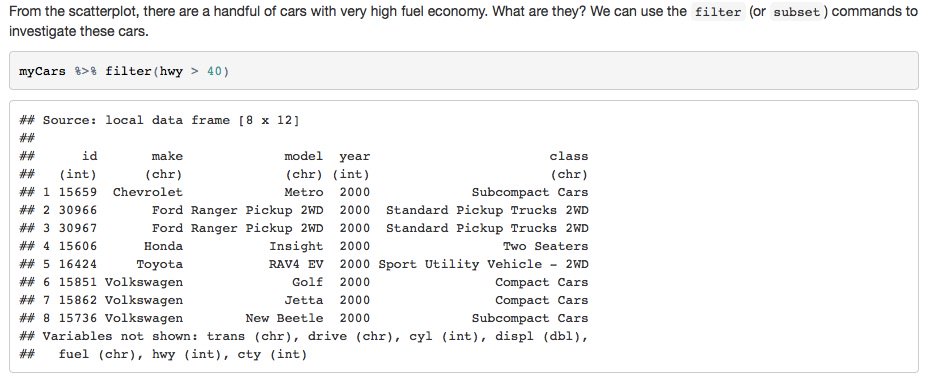 From the scatterplot, there are a handful of cars with very high fuel economy. What are they? We can use the filter (or subset) commands to
investigate these cars.
myCars %>% filter(hwy > 40)
## Source: local data frame [8 x 12]
##
##      id       make             model  year                        class
##   (int)      (chr)             (chr) (int)                        (chr)
## 1 15659  Chevrolet             Metro  2000              Subcompact Cars
## 2 30966       Ford Ranger Pickup 2WD  2000  Standard Pickup Trucks 2WD
## 3 30967       Ford Ranger Pickup 2WD  2000  Standard Pickup Trucks 2WD
## 4 15606      Honda           Insight  2000                  Two Seaters
## 5 16424     Toyota           RAV4 EV  2000 Sport Utility Vehicle - 2WD
## 6 15851 Volkswagen              Golf  2000                 Compact Cars
## 7 15862 Volkswagen             Jetta  2000                 Compact Cars
## 8 15736 Volkswagen        New Beetle  2000              Subcompact Cars
## Variables not shown: trans (chr), drive (chr), cyl (int), displ (dbl),
##   fuel (chr), hwy (int), cty (int)